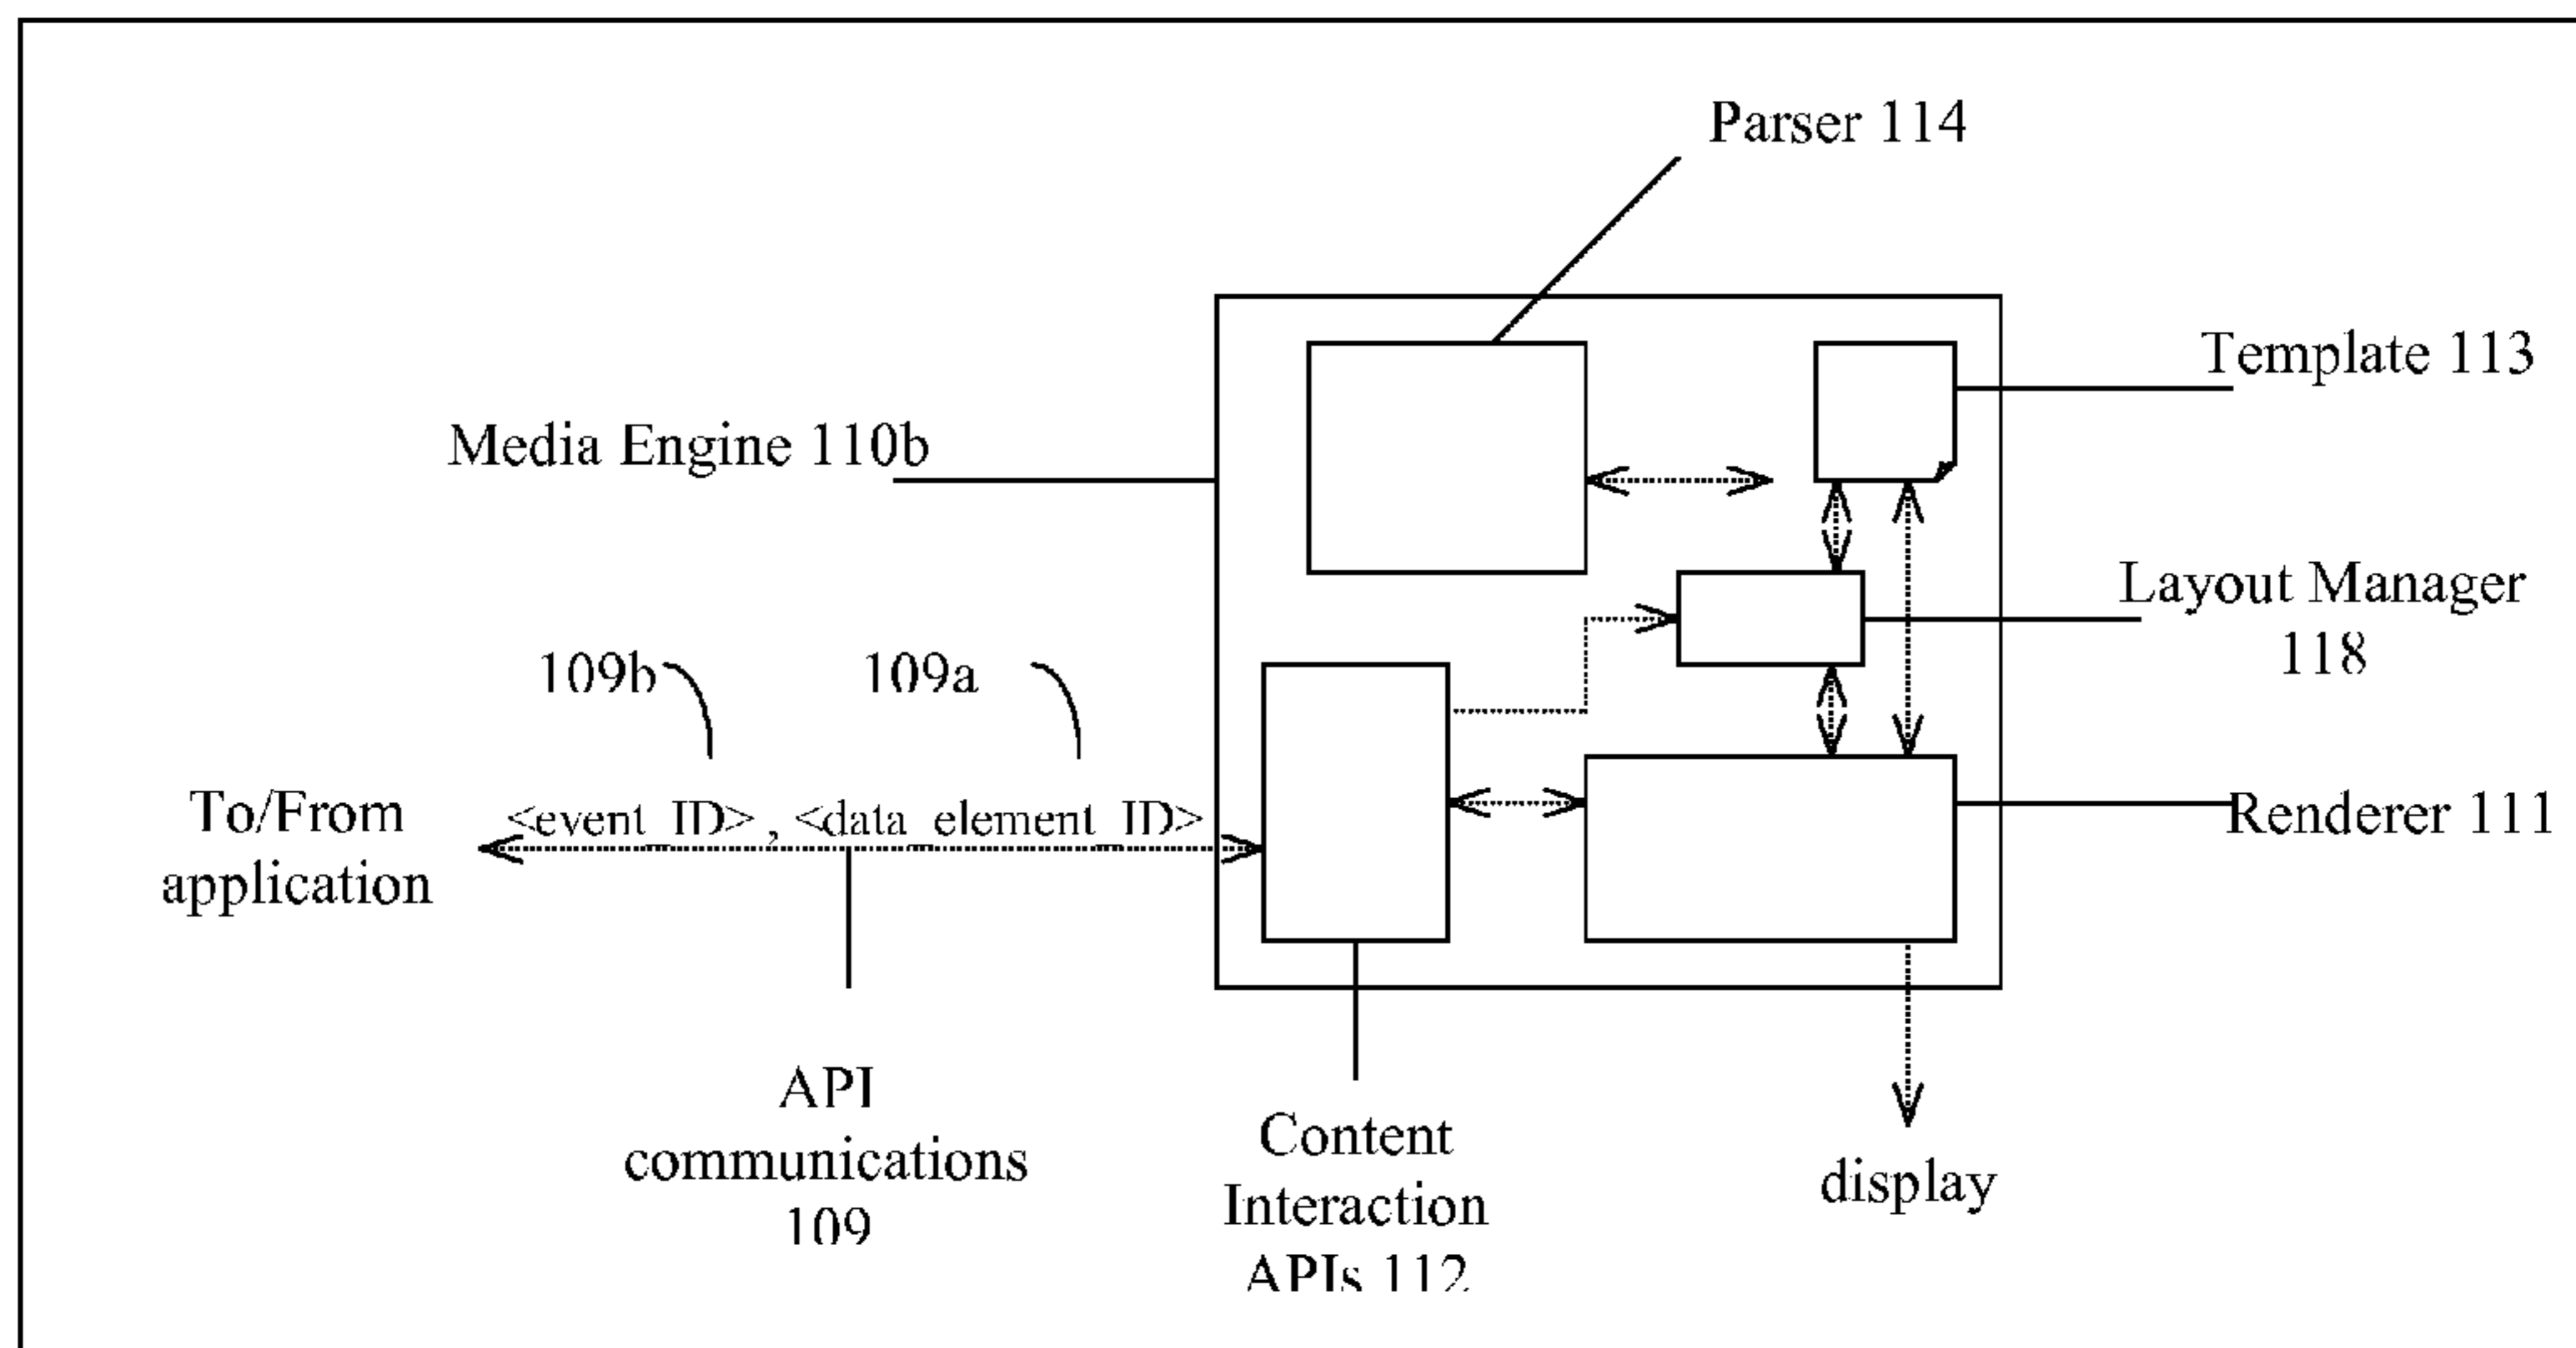 Parser 114
Template 113
Media Engine 110b
Layout Manager
118
109b
109a
To/From
application
<event_ID>, <data_element_ID>
Renderer 111
API
communications
109
Content
Interaction
APIs 112
display